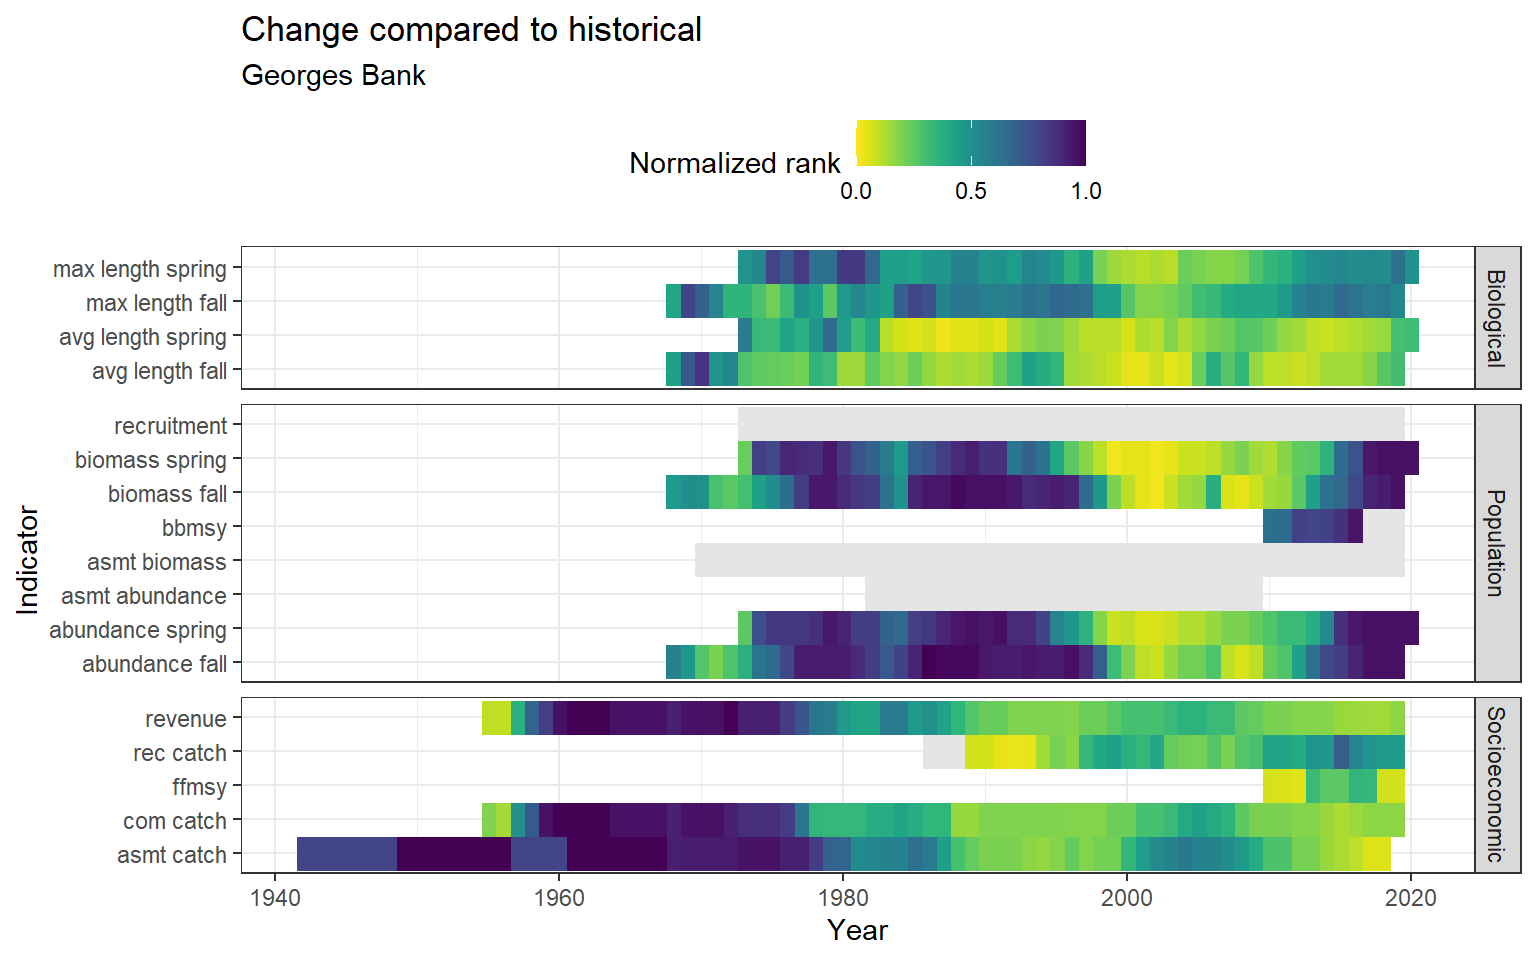 Change compared to historical
Georges Bank
Normalized rank
0.0 0.5 1.0
max length spring
max length fall
avg length spring
avg length fall
Biological
recruitment
biomass spring
biomass fall
bbmsy
asmt biomass
asmt abundance
abundance spring
abundance fall
Population
revenue
rec catch
ffmsy
com catch
asmt catch
Socioeconomic
Indicator
1940 1960 1980 2000 2020
Year